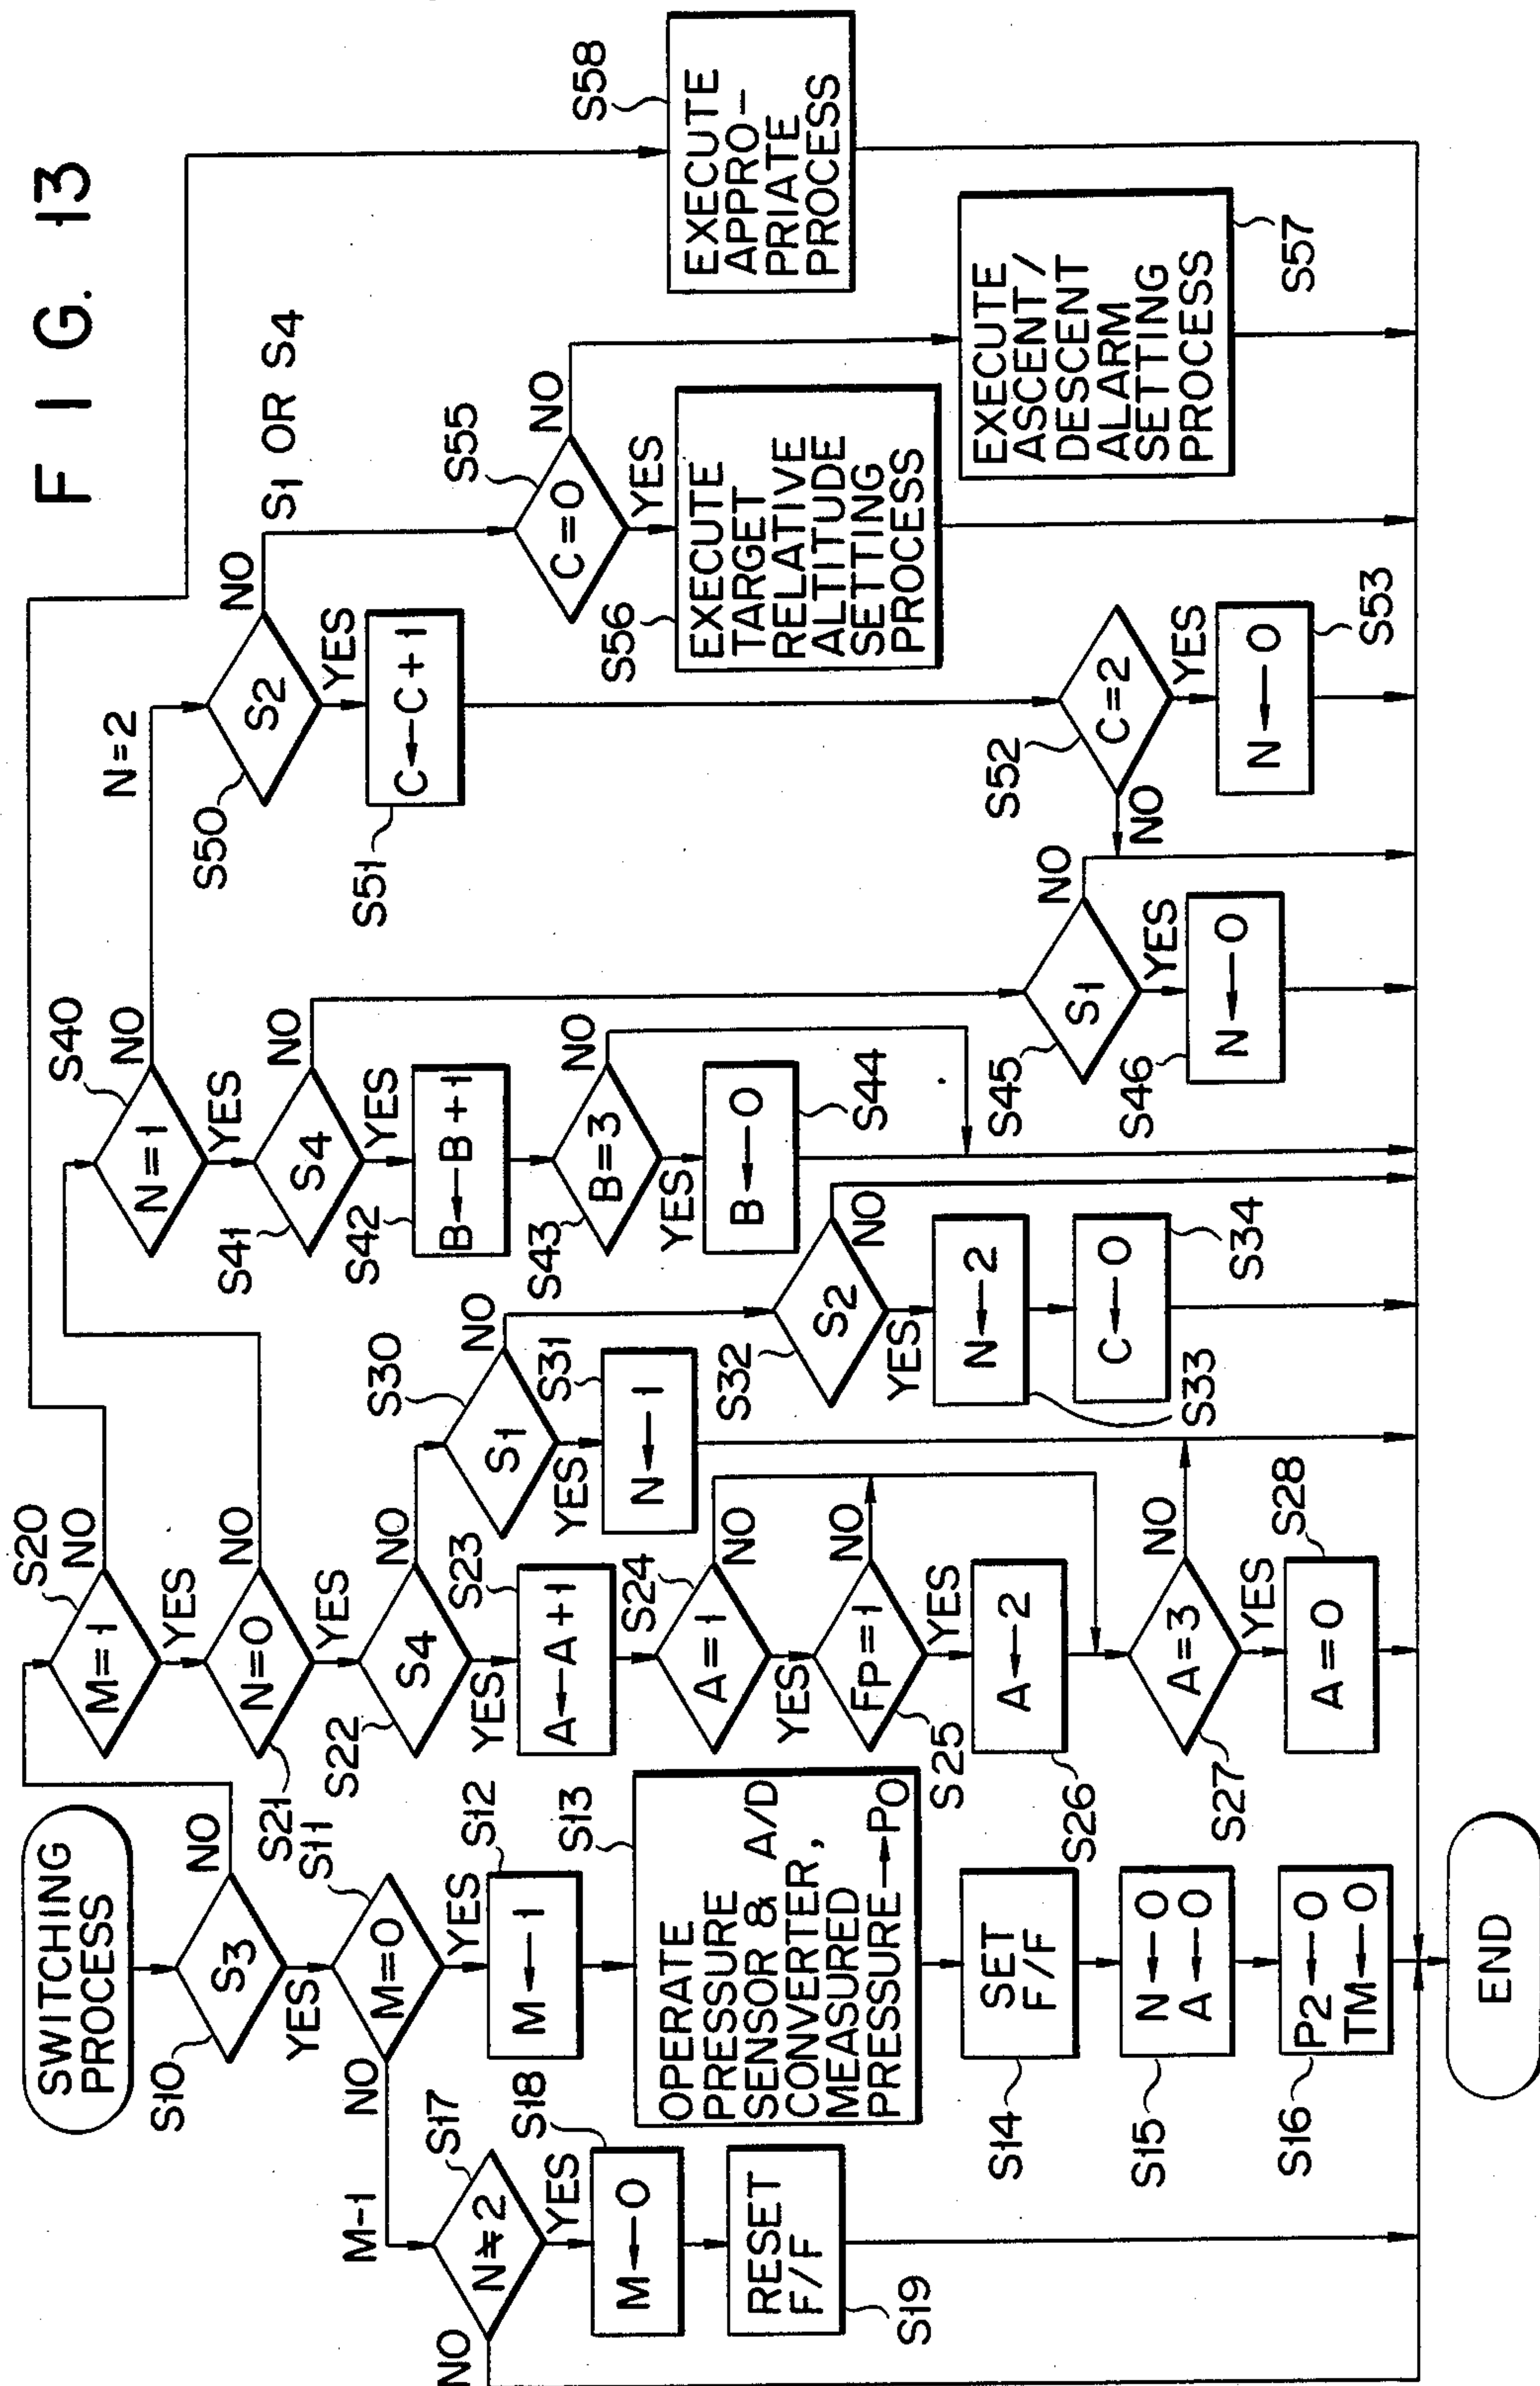 F I G. 13
SWITCHING
PROCESS
S10
S3
NO
YES
S11
M=0
NO
YES
M-1
S17
N≠2
NO
YES
S18
M←0
RESET
F/F
S19
S12
M←1
S13
OPERATE
PRESSURE
SENSOR & A/D
CONVERTER,
MEASURED
PRESSURE→P0
S14
SET
F/F
S15
N←0
A←0
S16
P2←0
TM←0
END
S20
M=1
NO
YES
S21
N=0
NO
YES
S22
S4
NO
YES
S23
A←A+1
S24
A=1
NO
YES
S25
FP=1
NO
YES
S26
A←2
S27
A=3
NO
YES
S28
A=0
S30
S1
NO
YES
S31
N←1
S32
S2
NO
YES
S33
N←2
S34
C←0
S40
N=1
NO
YES
S41
S4
NO
YES
S42
B←B+1
S43
B=3
NO
YES
S44
B←0
S45
S1
NO
YES
S46
N←0
N=2
S50
S2
NO
YES
S1 OR S4
S51
C←C+1
S52
C=2
NO
YES
S53
N←0
S55
C=0
NO
YES
S56
EXECUTE
TARGET
RELATIVE
ALTITUDE
SETTING
PROCESS
S57
EXECUTE
ASCENT/
DESCENT
ALARM
SETTING
PROCESS
S58
EXECUTE
APPRO-
PRIATE
PROCESS